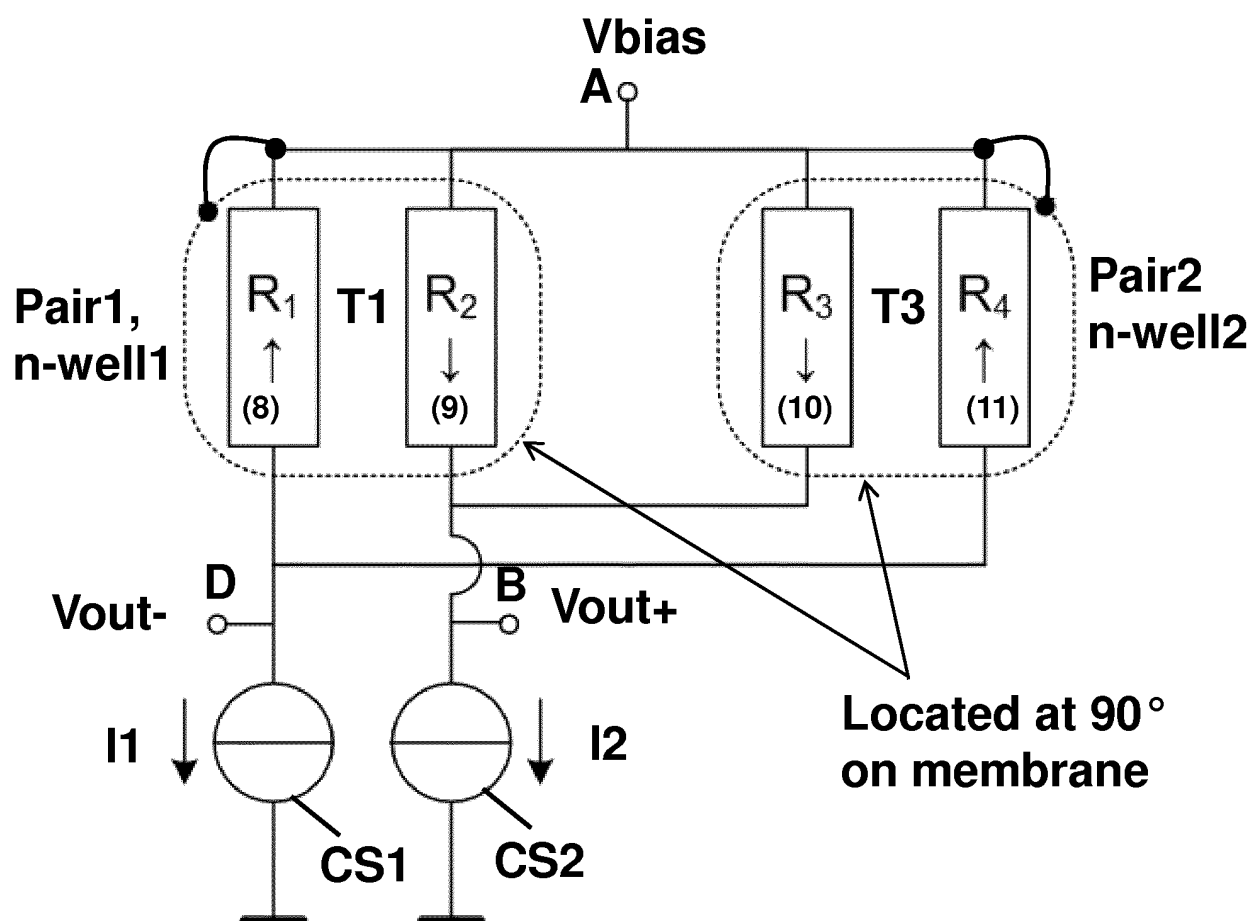 Vbias
A
Pair1,
n-well1
R1
(8)
T1
R2
(9)
R3
(10)
T3
R4
(11)
Pair2
n-well2
D
Vout-
B
Vout+
I1
I2
CS1
CS2
Located at 90°
on membrane